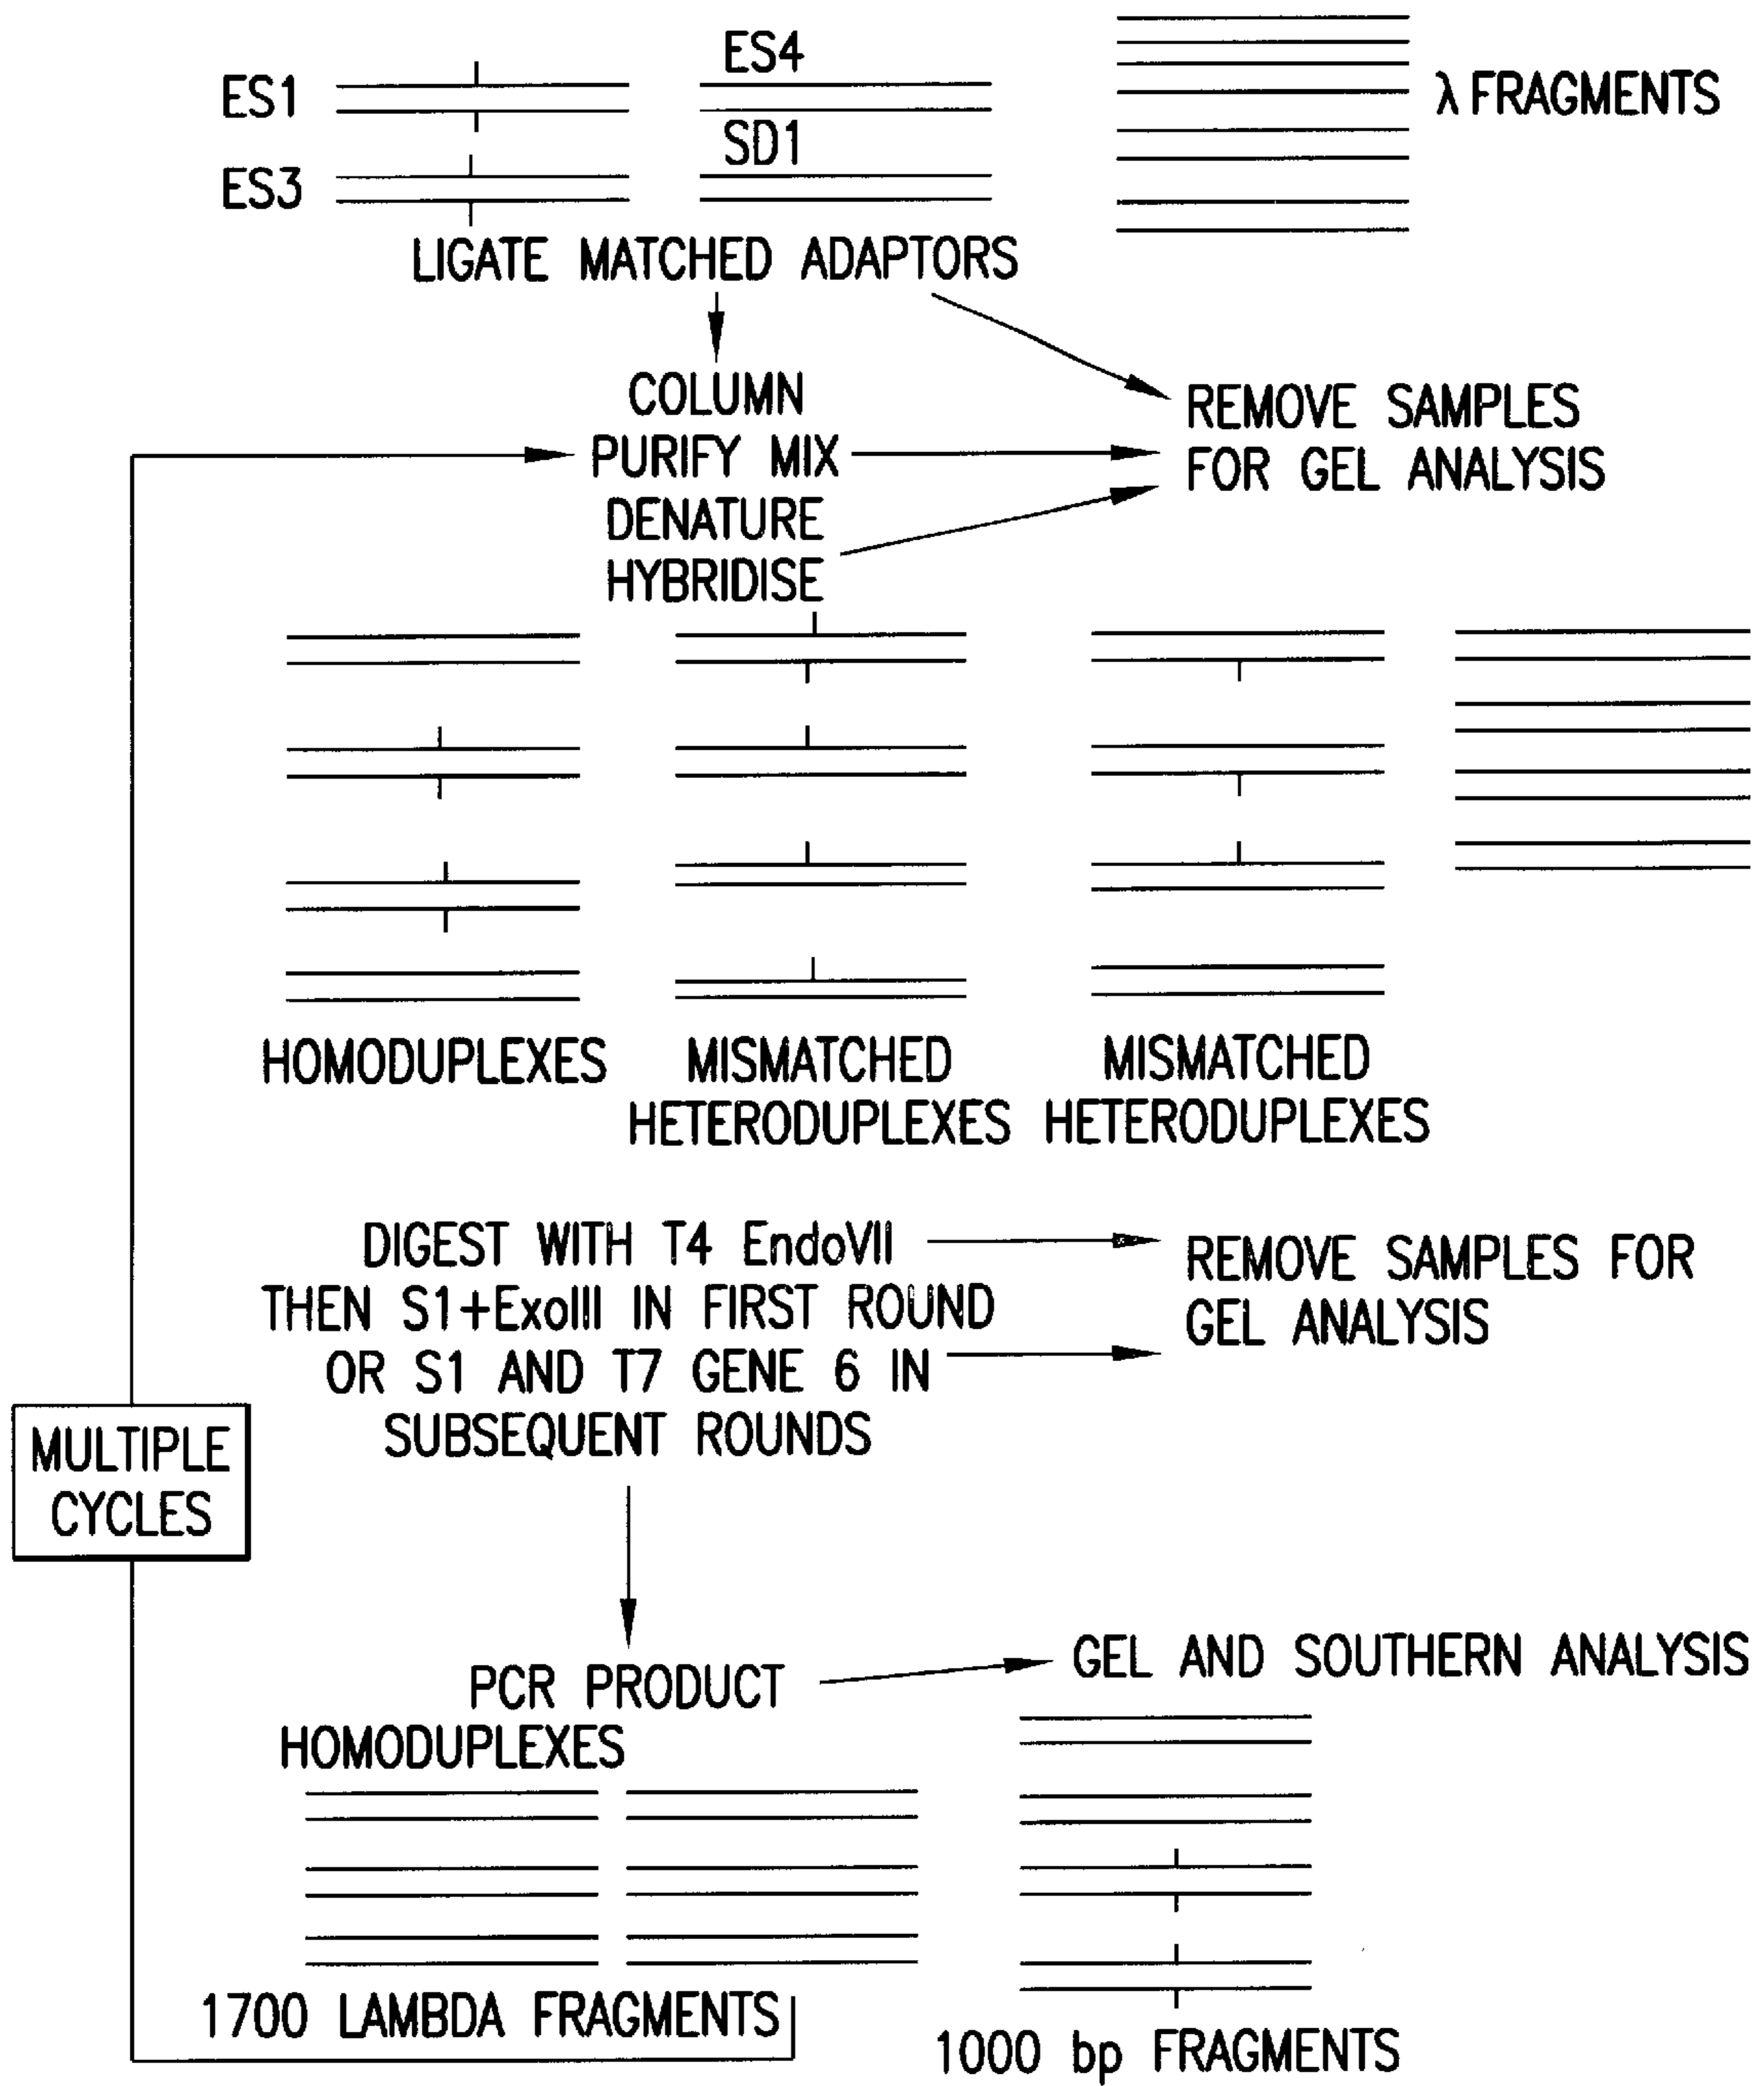 ES1
ES4
λ FRAGMENTS
SD1
ES3
LIGATE MATCHED ADAPTORS
COLUMN
PURIFY MIX
DENATURE
HYBRIDISE
REMOVE SAMPLES
FOR GEL ANALYSIS
HOMODUPLEXES
MISMATCHED
HETERODUPLEXES
MISMATCHED
HETERODUPLEXES
DIGEST WITH T4 EndoVII
THEN S1+ExoIII IN FIRST ROUND
OR S1 AND T7 GENE 6 IN
SUBSEQUENT ROUNDS
REMOVE SAMPLES FOR
GEL ANALYSIS
MULTIPLE
CYCLES
PCR PRODUCT
GEL AND SOUTHERN ANALYSIS
HOMODUPLEXES
1700 LAMBDA FRAGMENTS
1000 bp FRAGMENTS